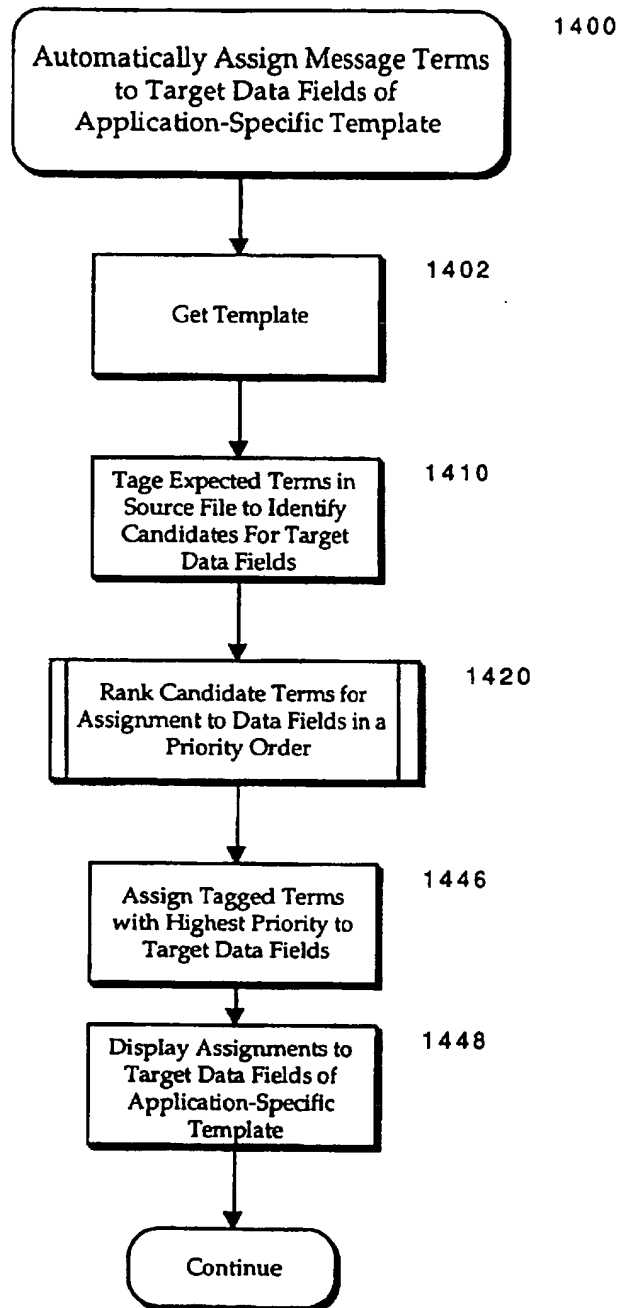 1400
Automatically Assign Message Terms
to Target Data Fields of
Application-Specific Template
1402
Get Template
1410
Tage Expected Terms in
Source File to Identify
Candidates For Target
Data Fields
1420
Rank Candidate Terms for
Assignment to Data Fields in a
Priority Order
1446
Assign Tagged Terms
with Highest Priority to
Target Data Fields
1448
Display Assignments to
Target Data Fields of
Application-Specific
Template
Continue